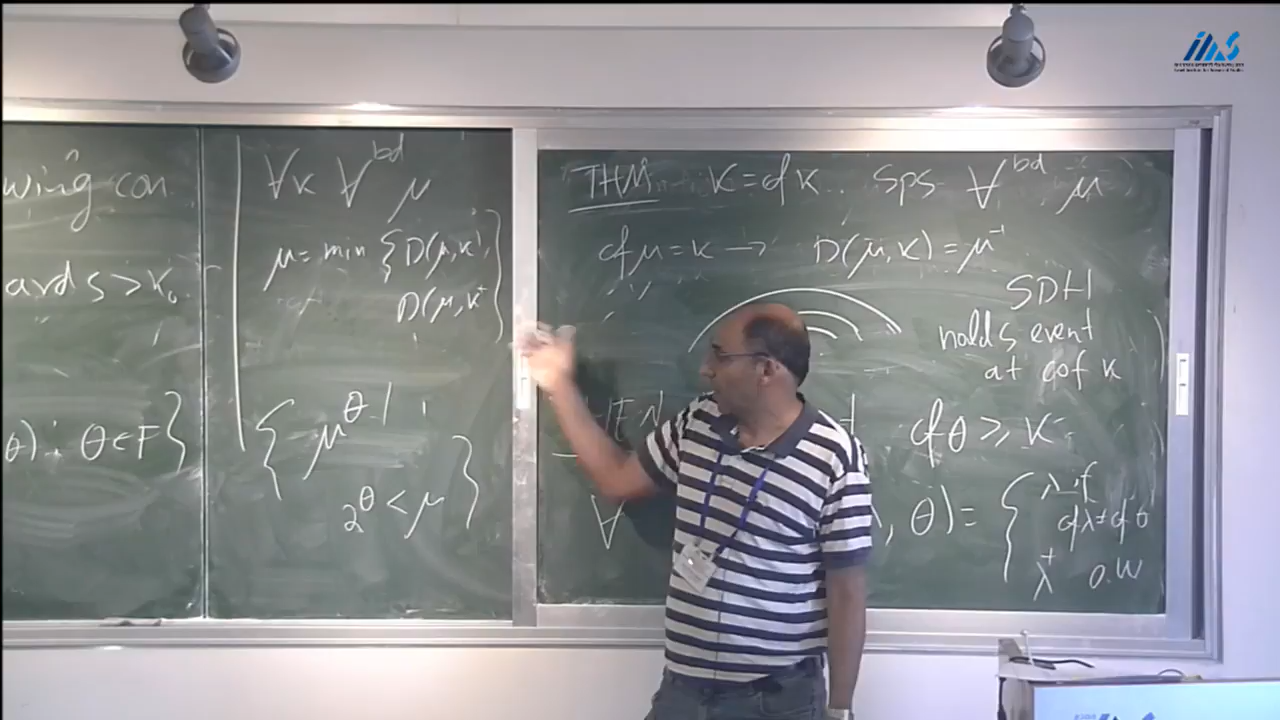 wing con
ards > κ₀
θ) : θ ∈ F }
∀κ ∀^bd μ
μ = min { D(μ, κ),
D(μ, κ⁺
{ μ^θ |
2^θ < μ }
THM. κ = cf κ. Sps ∀^bd μ
cf μ = κ → D(μ, κ) = μ⁺
SDH
holds event
at cof κ
cf θ ≥ κ
∀
, θ) = { λ if
cf λ ≠ cf θ
λ⁺ O.W